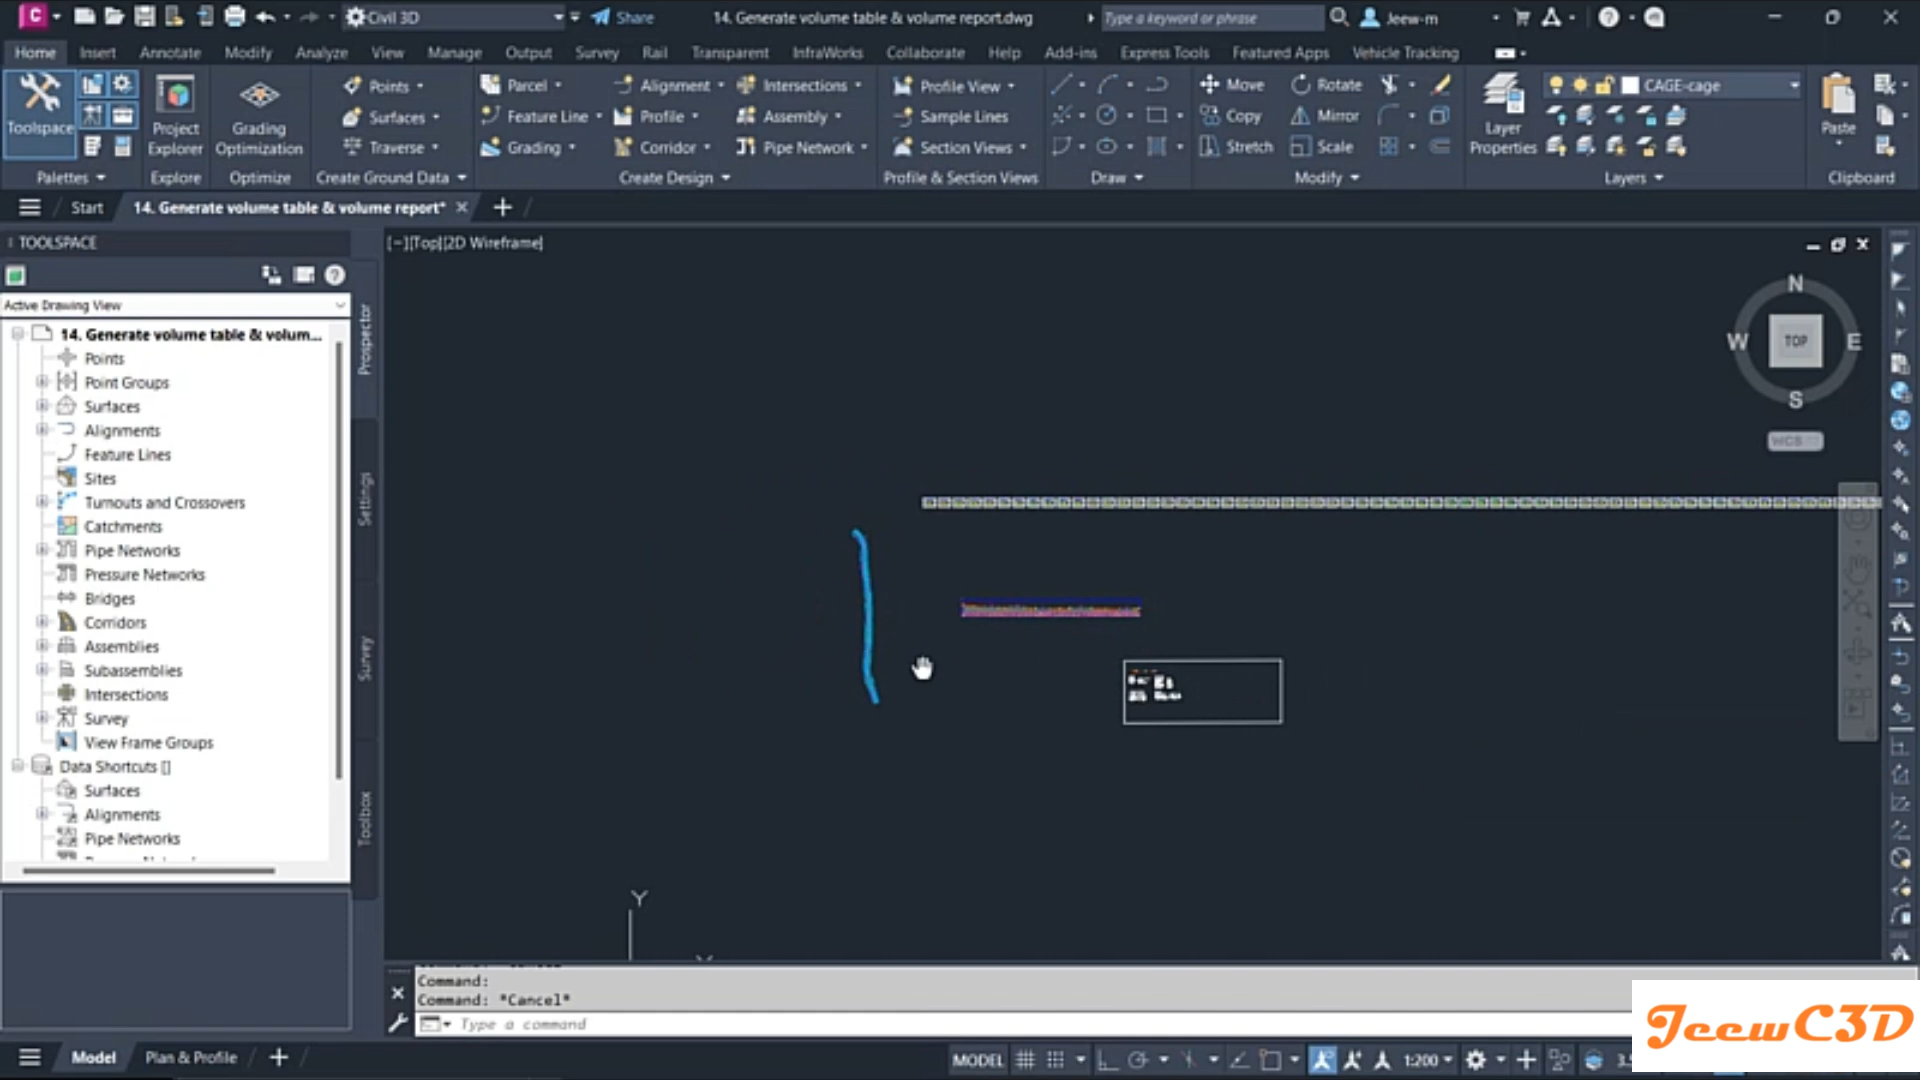 Civil 3D
Share
14. Generate volume table & volume report.dwg
Type a keyword or phrase
Jeew-m
Home Insert Annotate Modify Analyze View Manage Output Survey Rail Transparent InfraWorks Collaborate Help Add-ins Express Tools Featured Apps Vehicle Tracking
Points Parcel Alignment Intersections Profile View Move Rotate CAGE-cage
Toolspace Project Explorer Grading Optimization
Surfaces Feature Line Profile Assembly Sample Lines Copy Mirror Layer Properties Paste
Traverse Grading Corridor Pipe Network Section Views Stretch Scale
Palettes Explore Optimize Create Ground Data Create Design Profile & Section Views Draw Modify Layers Clipboard
Start 14. Generate volume table & volume report*
TOOLSPACE
[−][Top][2D Wireframe]
Active Drawing View
14. Generate volume table & volum...
Points
Point Groups
Surfaces
Alignments
Feature Lines
Sites
Turnouts and Crossovers
Catchments
Pipe Networks
Pressure Networks
Bridges
Corridors
Assemblies
Subassemblies
Intersections
Survey
View Frame Groups
Data Shortcuts []
Surfaces
Alignments
Pipe Networks
Prospector
Settings
Survey
Toolbox
N
W TOP E
S
WCS
Y
Command:
Command: *Cancel*
Type a command
Model Plan & Profile
MODEL 1:200
JeewC3D